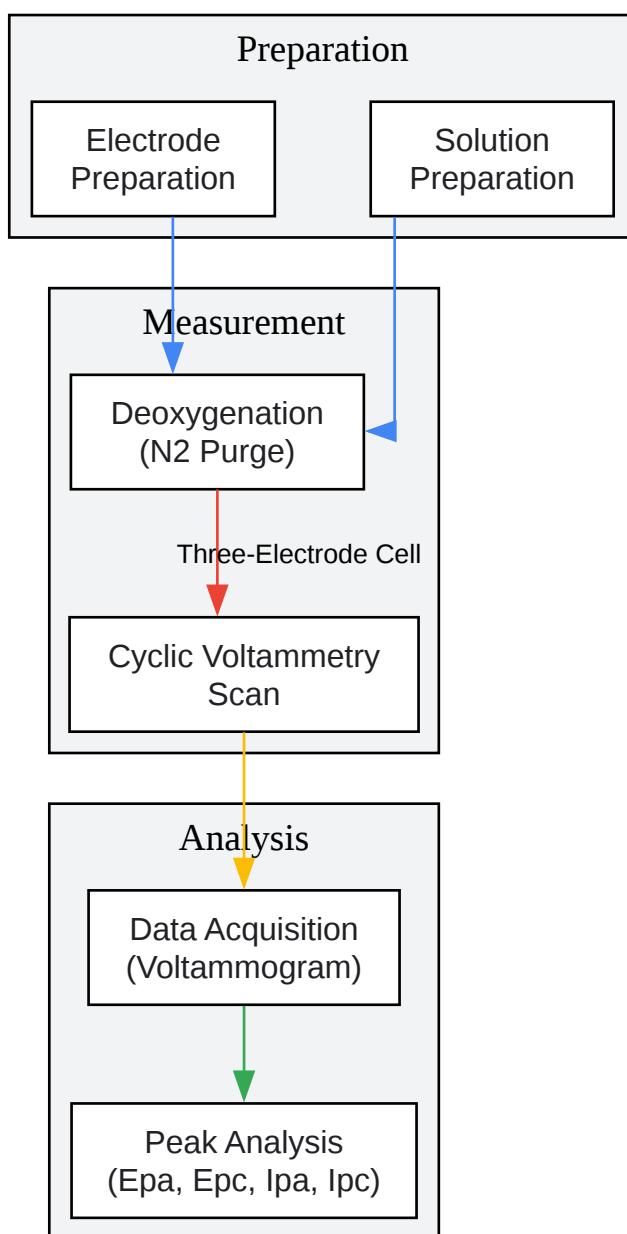 Preparation
Electrode
Preparation
Solution
Preparation
Measurement
Deoxygenation
(N2 Purge)
Three-Electrode Cell
Cyclic Voltammetry
Scan
Analysis
Data Acquisition
(Voltammogram)
Peak Analysis
(Epa, Epc, Ipa, Ipc)